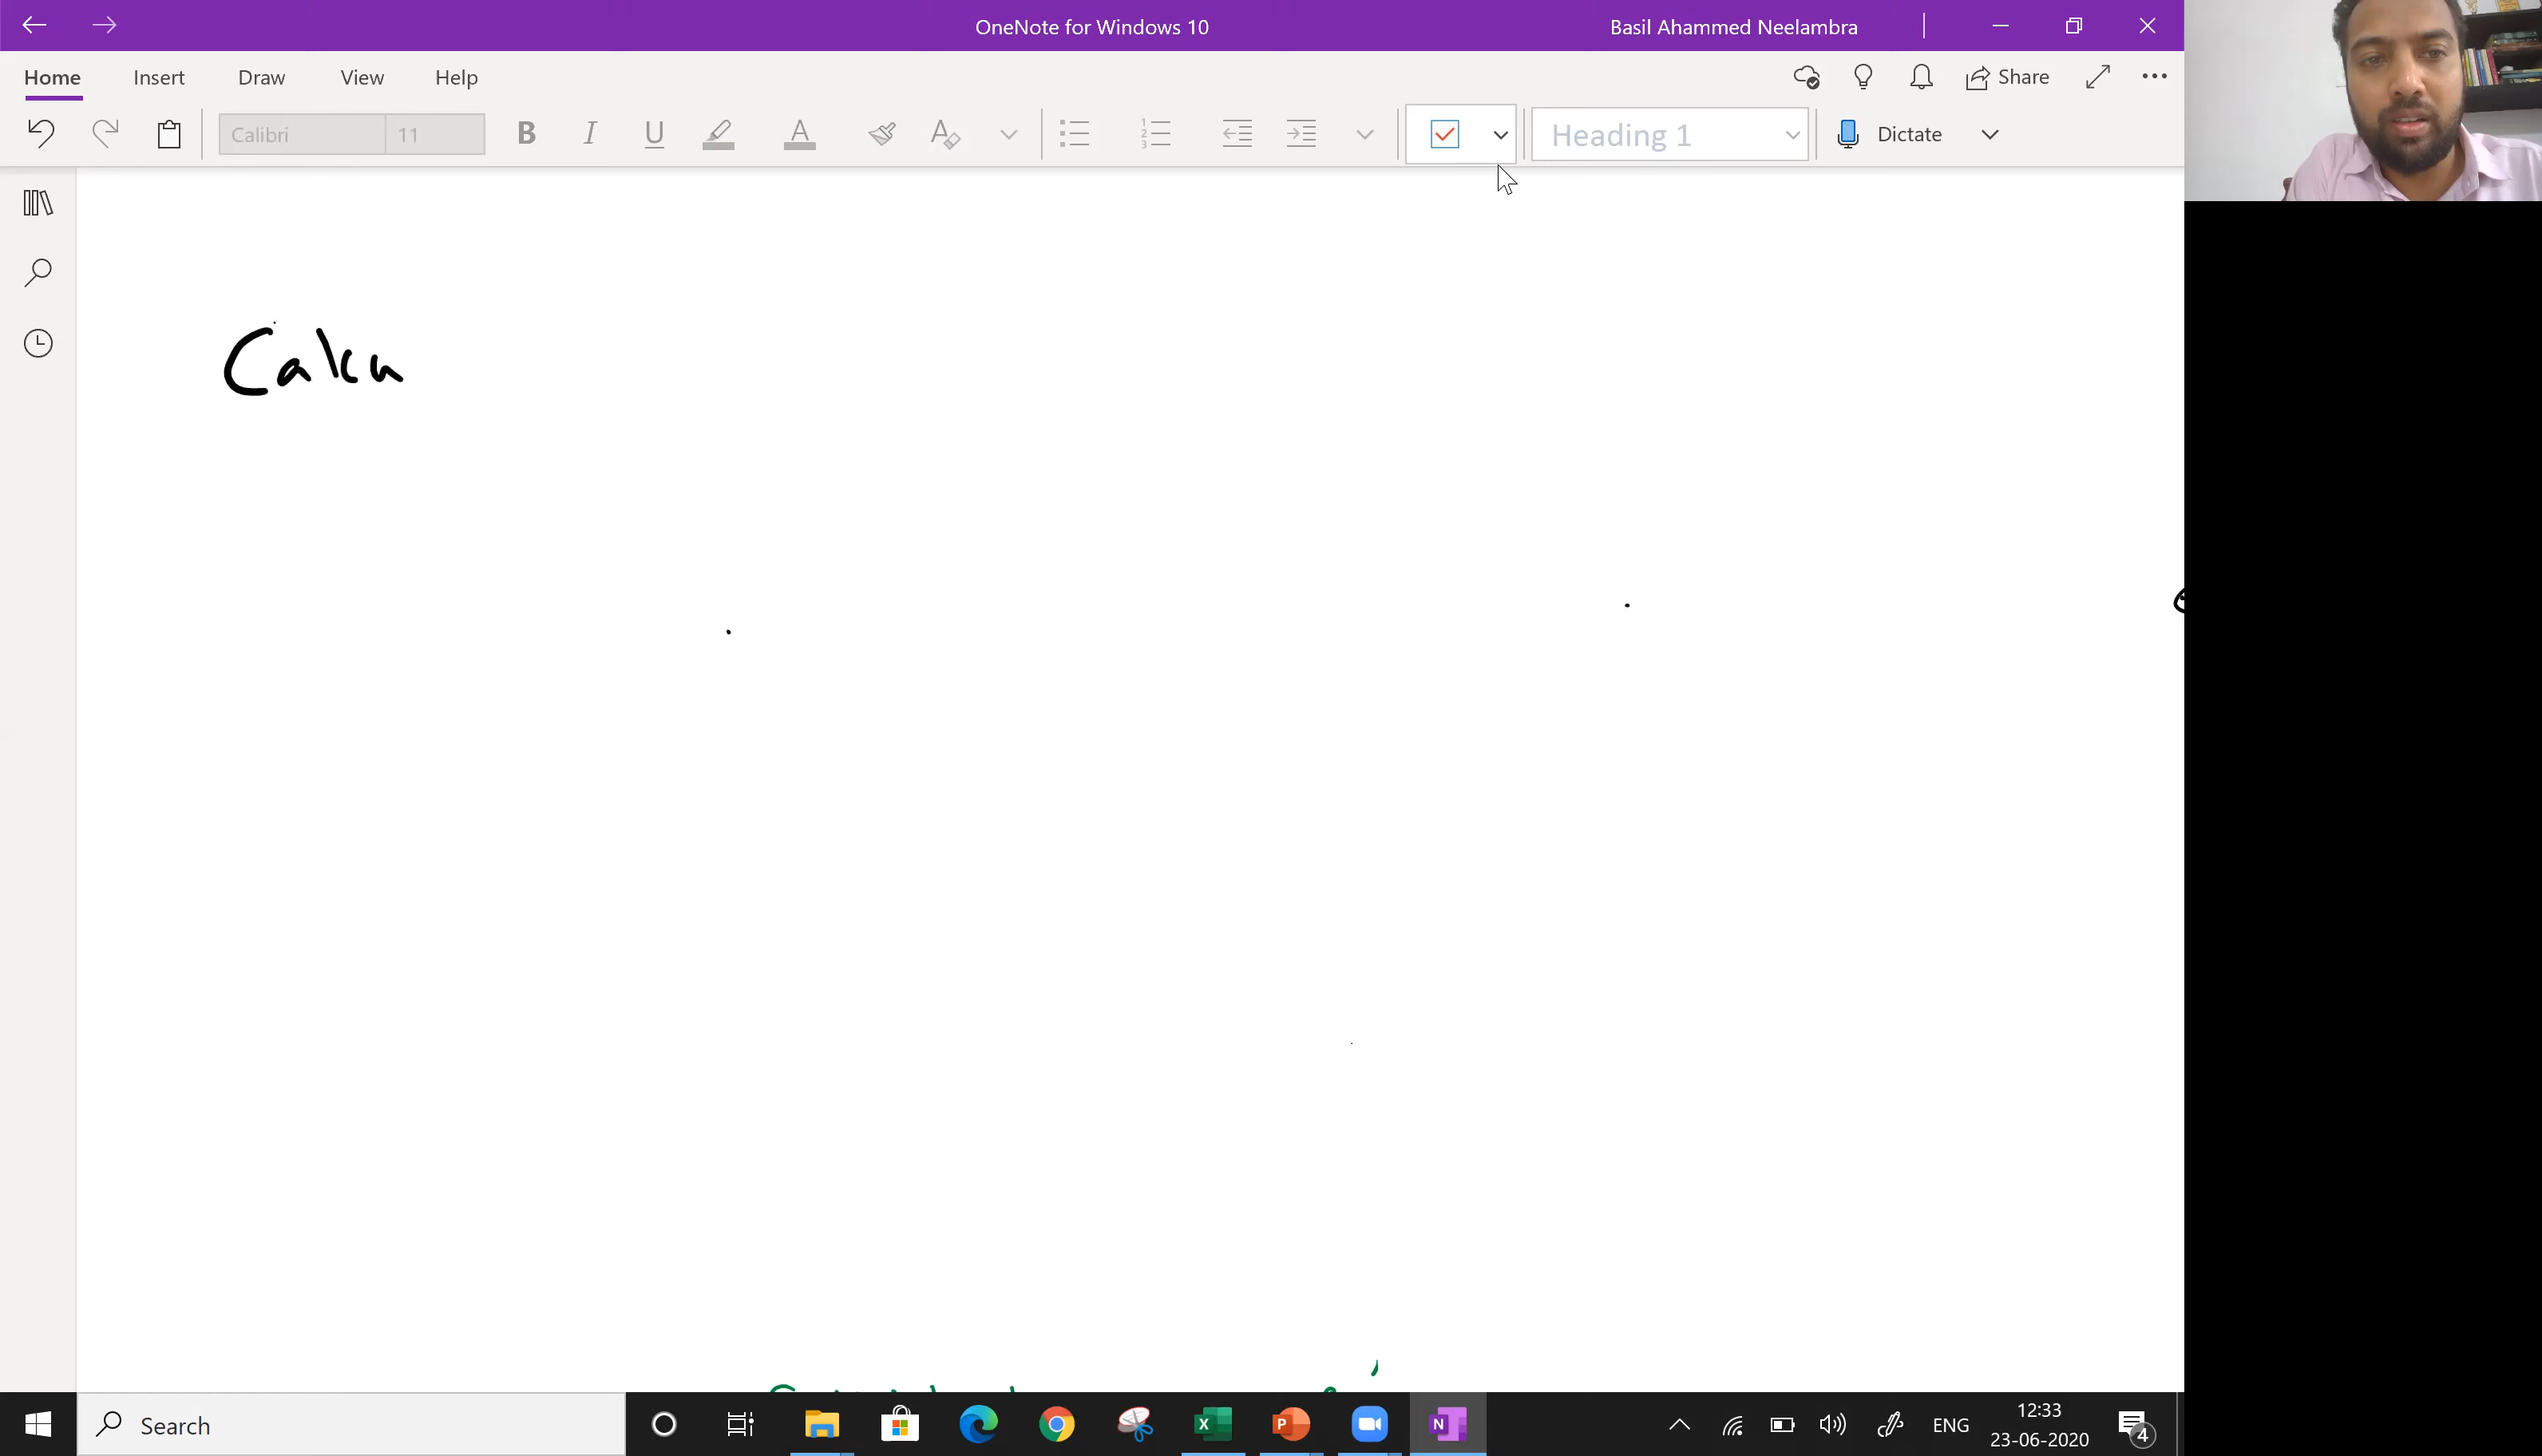 OneNote for Windows 10 Basil Ahammed Neelambra
Home Insert Draw View Help Share
Calibri 11 B I U A A Heading 1 Dictate
Calcu
Search ENG 12:33
23-06-2020 4